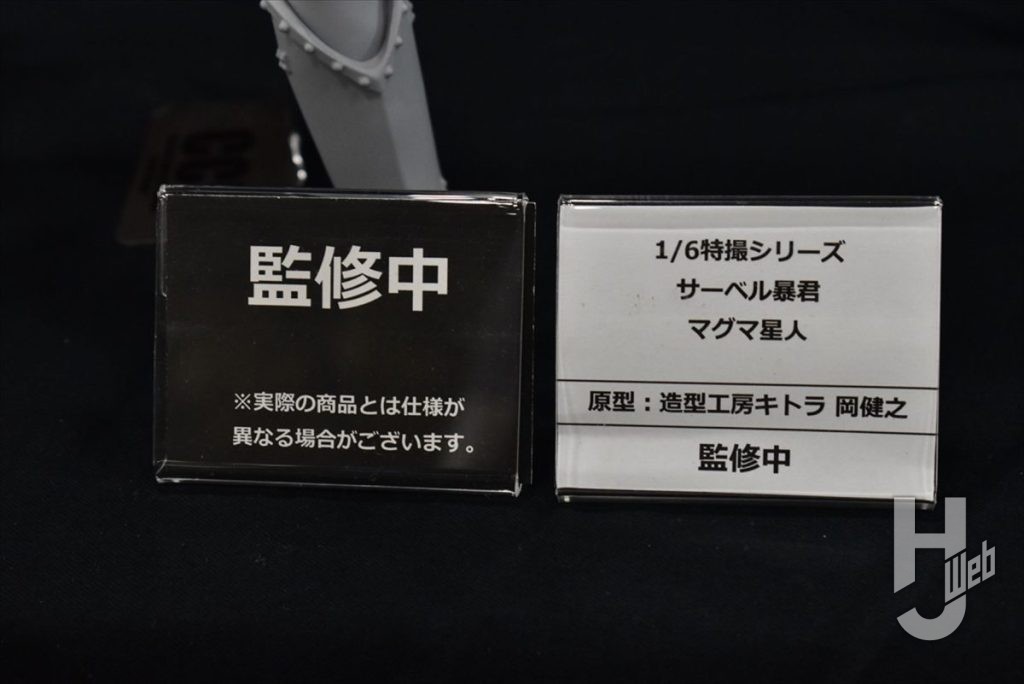 監修中
※実際の商品とは仕様が
異なる場合がございます。
1/6特撮シリーズ
サーベル暴君
マグマ星人
原型:造型工房キトラ 岡健之
監修中
HJ Web